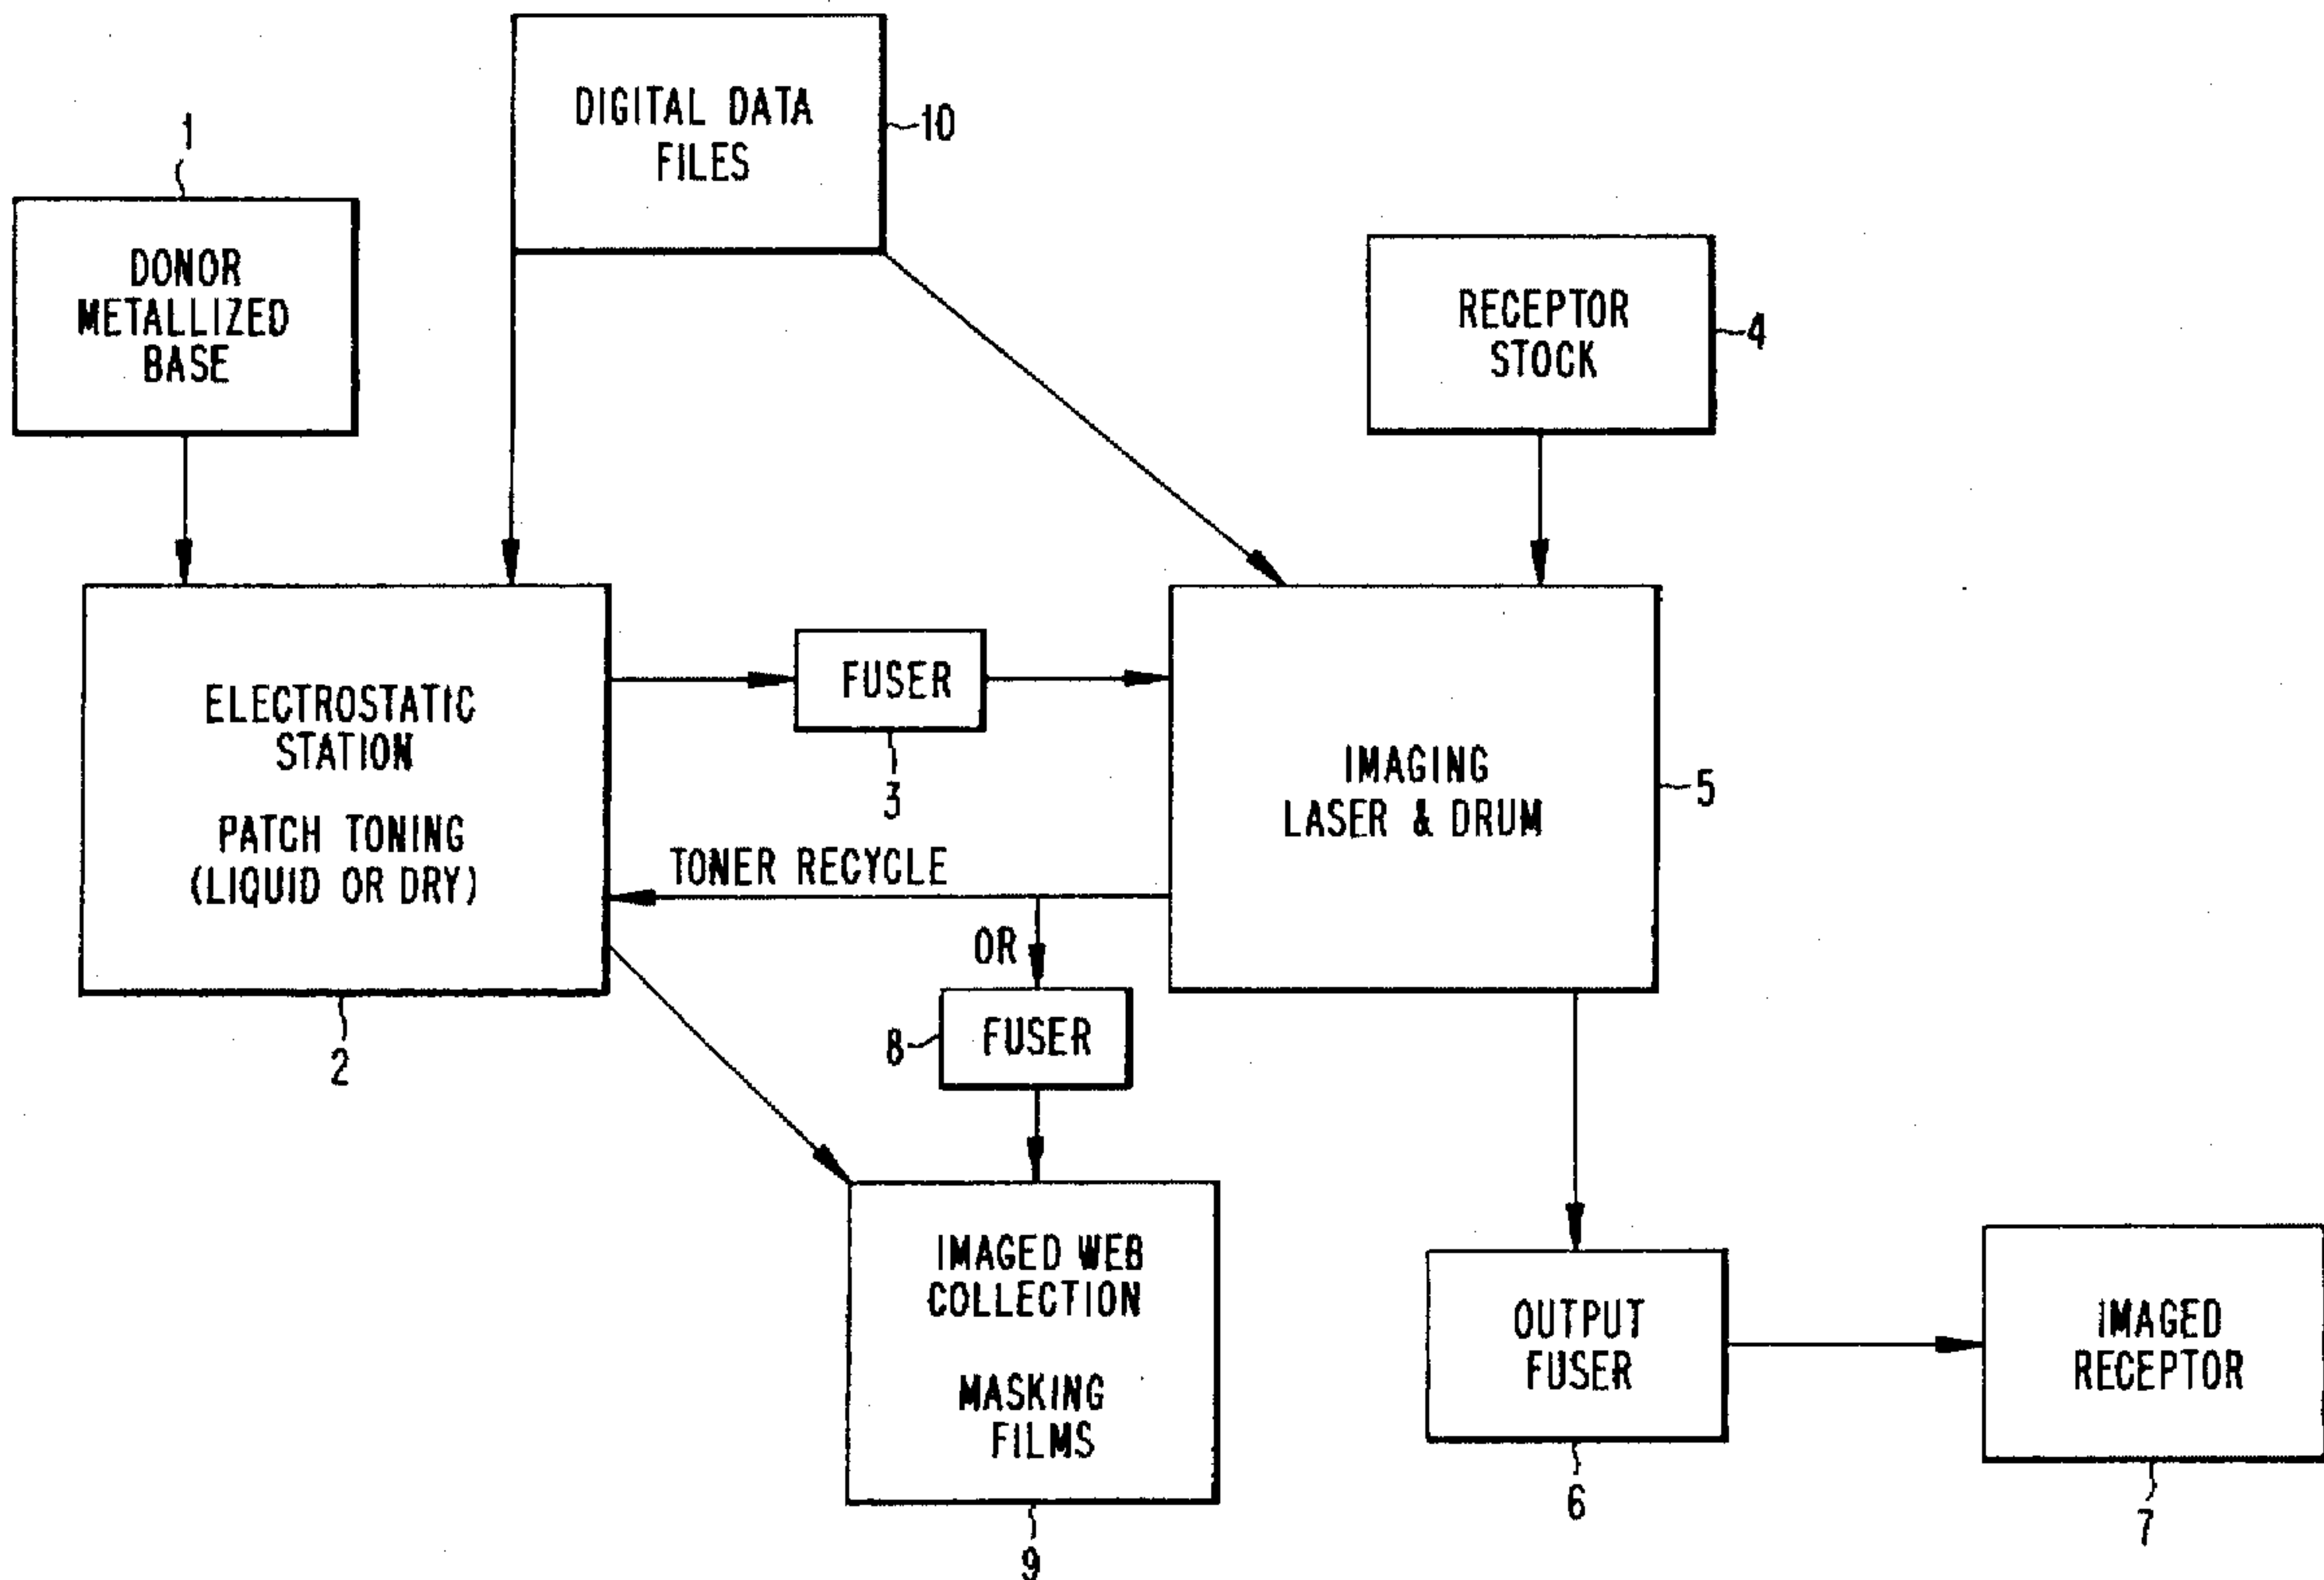 DIGITAL DATA
FILES
10
1
DONOR
METALLIZED
BASE
RECEPTOR
STOCK
4
ELECTROSTATIC
STATION
PATCH TONING
(LIQUID OR DRY)
2
FUSER
3
IMAGING
LASER & DRUM
5
TONER RECYCLE
OR
8
FUSER
IMAGED WEB
COLLECTION
MASKING
FILMS
9
OUTPUT
FUSER
6
IMAGED
RECEPTOR
7